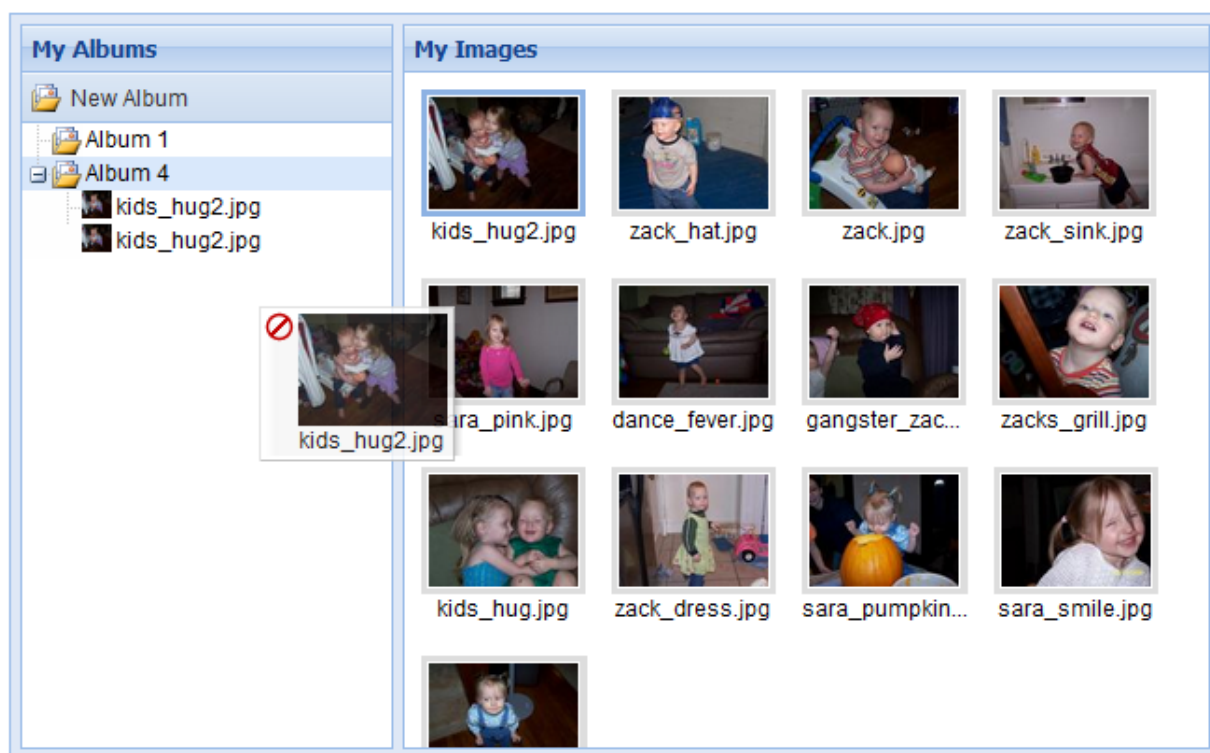 My Albums
New Album
Album 1
Album 4
kids_hug2.jpg
kids_hug2.jpg
My Images
kids_hug2.jpg zack_hat.jpg zack.jpg zack_sink.jpg
kids_hug2.jpg
ara_pink.jpg dance_fever.jpg gangster_zac... zacks_grill.jpg
kids_hug.jpg zack_dress.jpg sara_pumpkin... sara_smile.jpg